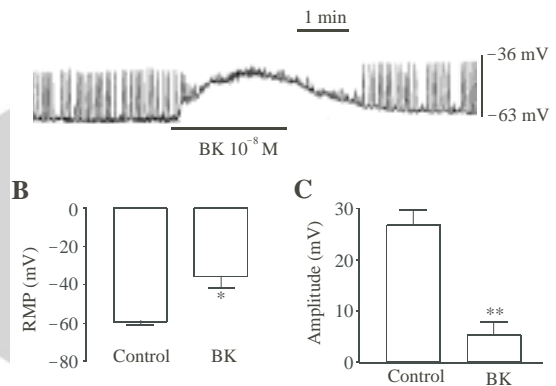 1 min
−36 mV
−63 mV
BK 10⁻⁸ M
B
C
0
−20
−40
−60
−80
RMP (mV)
*
Control
BK
30
20
10
0
Amplitude (mV)
**
Control
BK